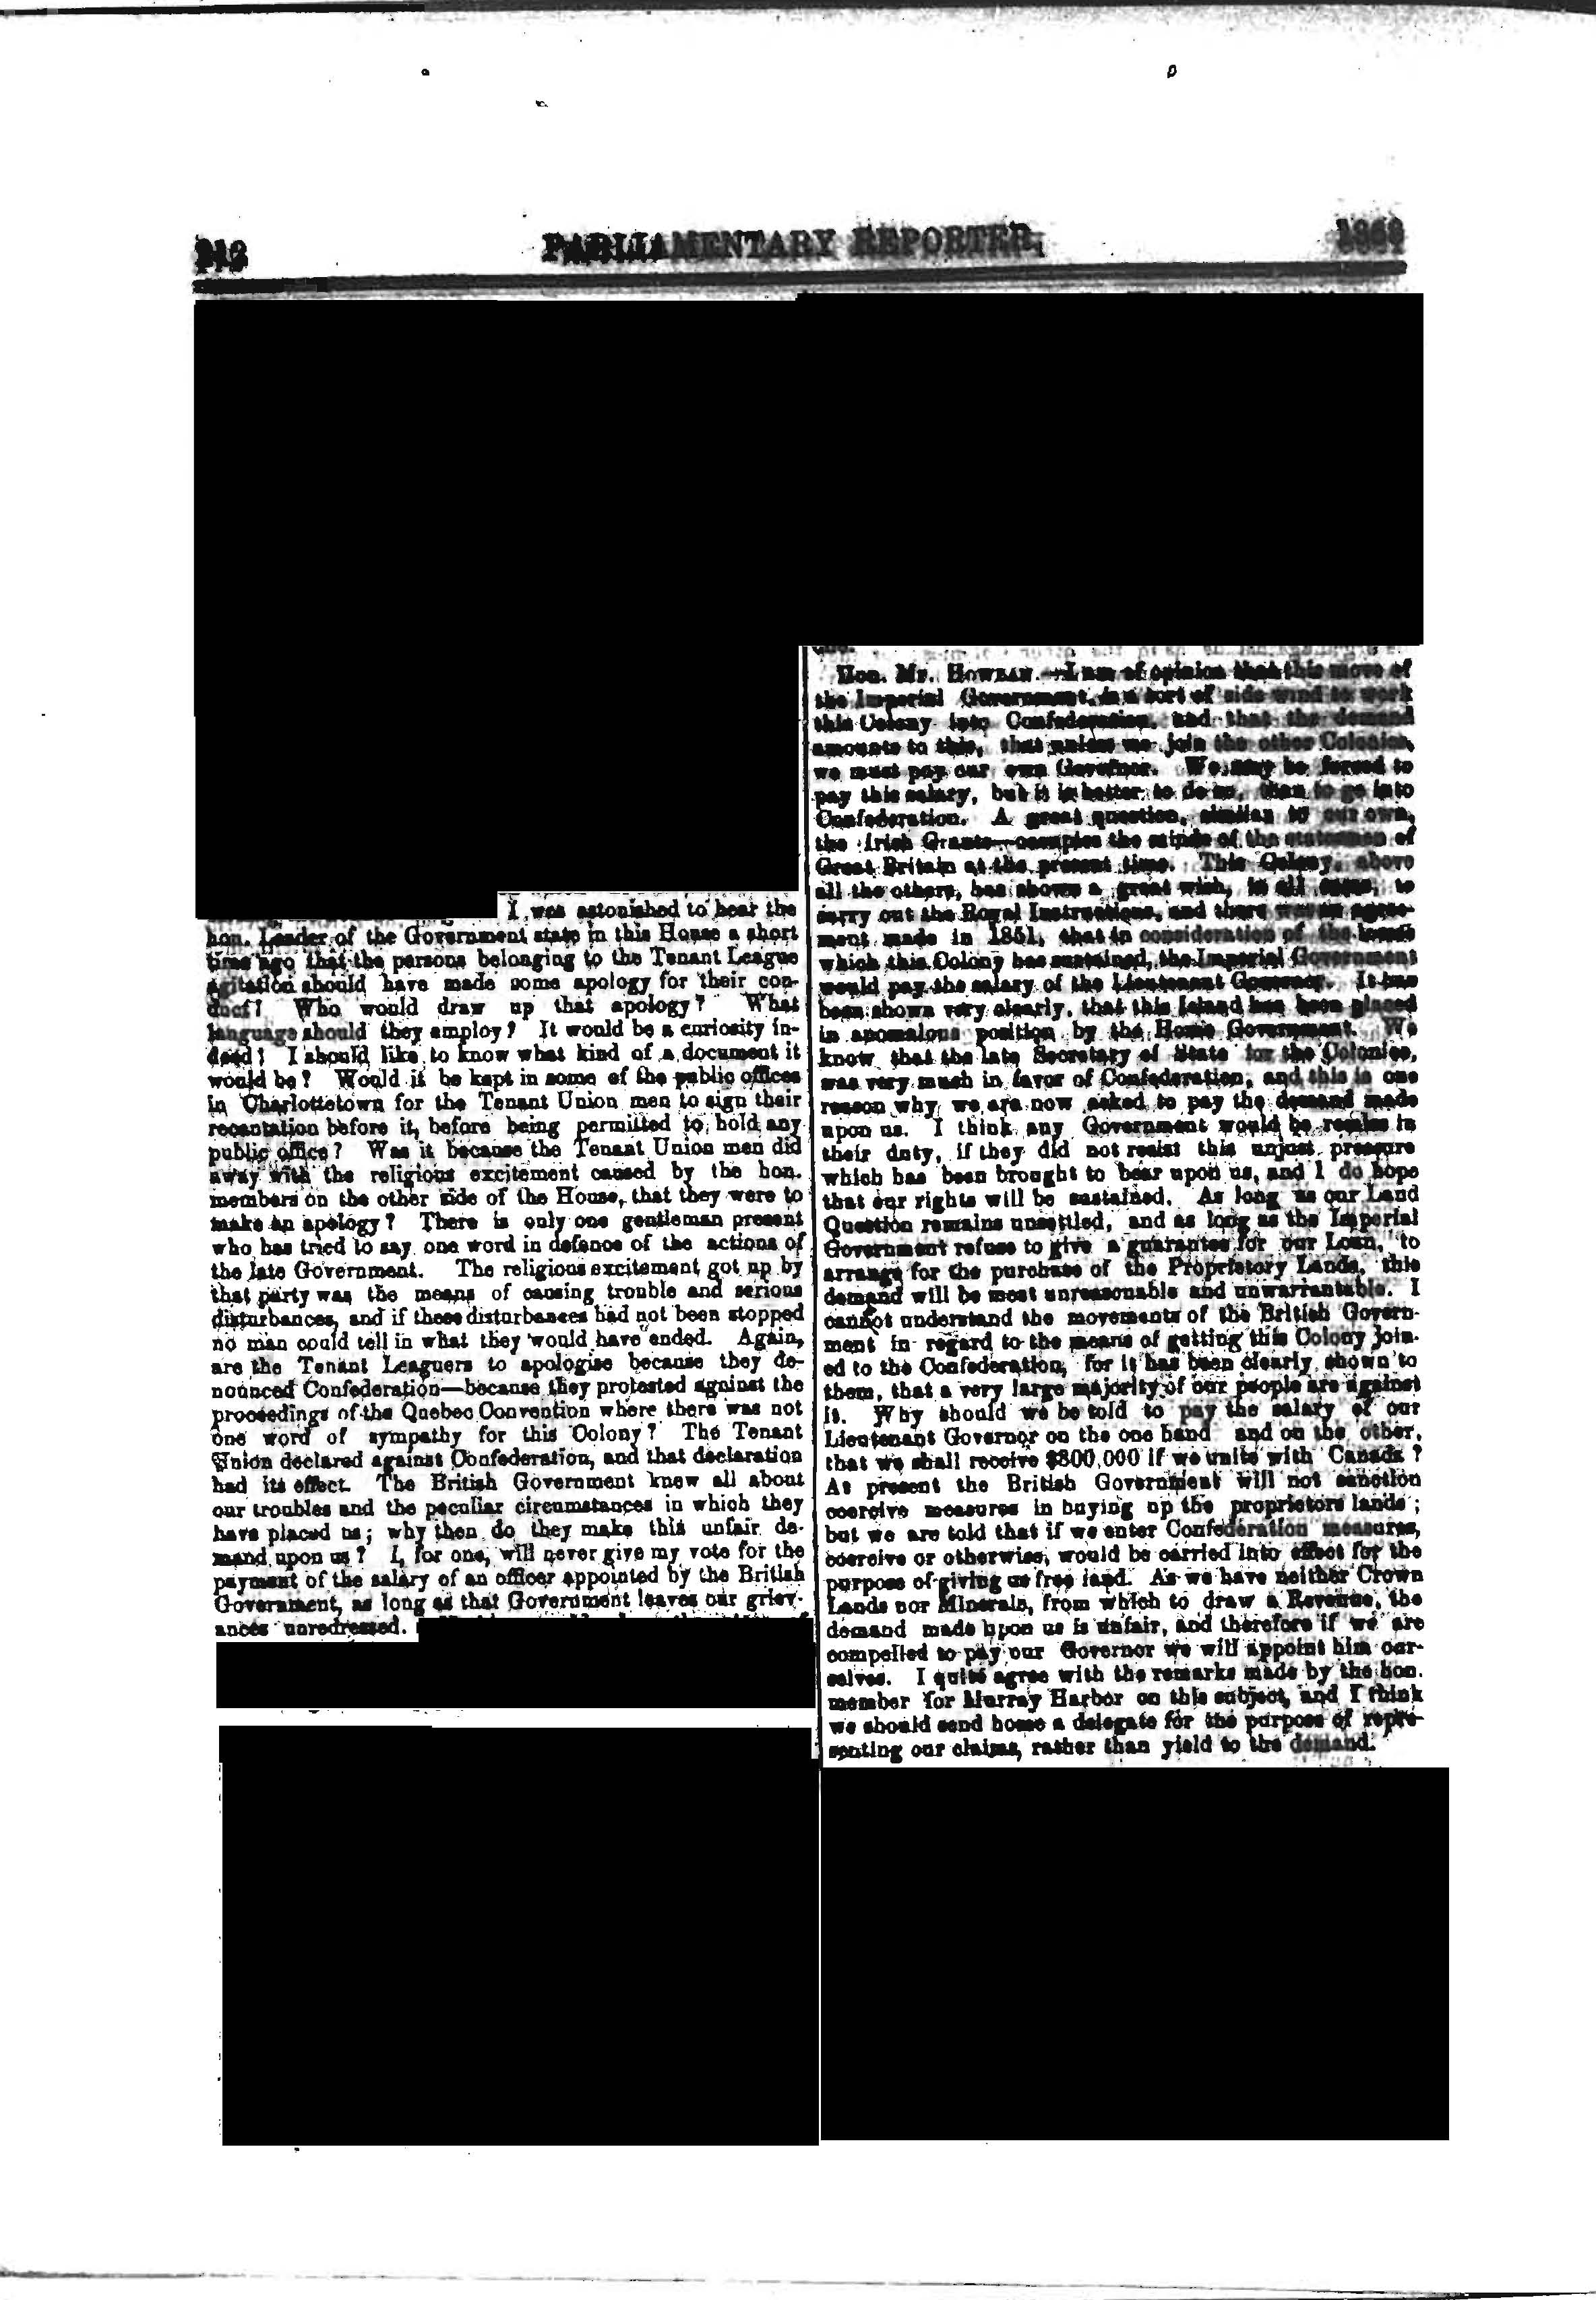 PARLIAMENTARY REPORTER,
I was astonished to hear the
hon. Leader of the Government state in this House a short
time ago that the persons belonging to the Tenant League
agitation should have made some apology for their con-
duct! Who would draw up that apology? What
language should they employ? It would be a curiosity in-
deed! I should like to know what kind of a document it
would be? Would it be kept in some of the public offices
in Charlottetown for the Tenant Union men to sign their
recantation before it, before being permitted to hold any
public office? Was it because the Tenant Union men did
away with the religious excitement caused by the hon.
members on the other side of the House, that they were to
make an apology? There is only one gentleman present
who has tried to say one word in defence of the actions of
the late Government. The religious excitement got up by
that party was the means of causing trouble and serious
disturbances, and if these disturbances had not been stopped
no man could tell in what they would have ended. Again,
are the Tenant Leaguers to apologise because they de-
nounced Confederation—because they protested against the
proceedings of the Quebec Convention where there was not
one word of sympathy for this Colony? The Tenant
Union declared against Confederation, and that declaration
had its effect. The British Government knew all about
our troubles and the peculiar circumstances in which they
have placed us; why then do they make this unfair de-
mand upon us? I, for one, will never give my vote for the
payment of the salary of an officer appointed by the British
Government, as long as that Government leaves our griev-
ances unredressed.
Hon. Mr. HOWLAN.—I am of opinion that this move of
the Imperial Government, is a sort of side wind to work
this Colony into Confederation, and that the demand
amounts to this, that unless we join the other Colonies,
we must pay our own Governor. We may be forced to
pay this salary, but it is better to do so, than to go into
Confederation. A great question, similar to our own,
the Irish Grants—occupies the minds of the statesmen of
Great Britain at the present time. This Colony, above
all the others, has shown a great wish, in all cases, to
carry out the Royal Instructions, and there was an agree-
ment made in 1851, that in consideration of the losses
which this Colony has sustained, the Imperial Government
would pay the salary of the Lieutenant Governor. It has
been shown very clearly, that this Island has been placed
in anomalous position by the Home Government. We
know that the late Secretary of State for the Colonies,
was very much in favor of Confederation, and this is one
reason why we are now asked to pay the demand made
upon us. I think any Government would be remiss in
their duty, if they did not resist this unjust pressure
which has been brought to bear upon us, and I do hope
that our rights will be sustained. As long as our Land
Question remains unsettled, and as long as the Imperial
Government refuse to give a guarantee for our Loan, to
arrange for the purchase of the Proprietory Lands, this
demand will be most unreasonable and unwarrantable. I
cannot understand the movements of the British Govern-
ment in regard to the means of getting this Colony join-
ed to the Confederation, for it has been clearly shown to
them, that a very large majority of our people are against
it. Why should we be told to pay the salary of our
Lieutenant Governor on the one hand and on the other,
that we shall receive $800,000 if we unite with Canada?
At present the British Government will not sanction
coercive measures in buying up the proprietors lands;
but we are told that if we enter Confederation measures,
coercive or otherwise, would be carried into effect for the
purpose of giving us free land. As we have neither Crown
Lands nor Minerals, from which to draw a Revenue, the
demand made upon us is unfair, and therefore if we are
compelled to pay our Governor we will appoint him our-
selves. I quite agree with the remarks made by the hon.
member for Murray Harbor on this subject, and I think
we should send home a delegate for the purpose of repre-
senting our claims, rather than yield to the demand.